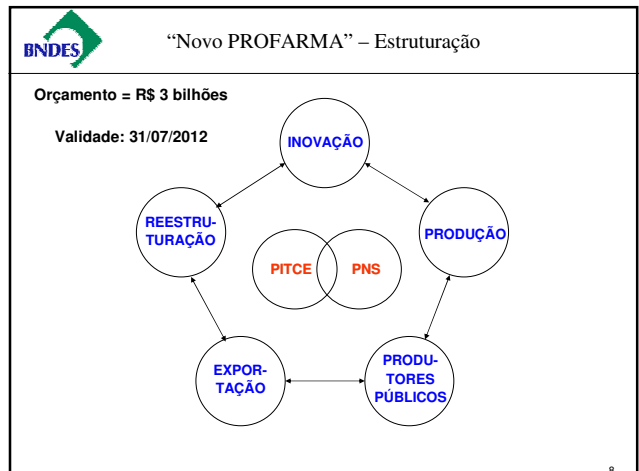 BNDES
“Novo PROFARMA” – Estruturação
Orçamento = R$ 3 bilhões
Validade: 31/07/2012
INOVAÇÃO
REESTRU-
TURAÇÃO
PRODUÇÃO
PITCE
PNS
EXPOR-
TAÇÃO
PRODU-
TORES
PÚBLICOS
8